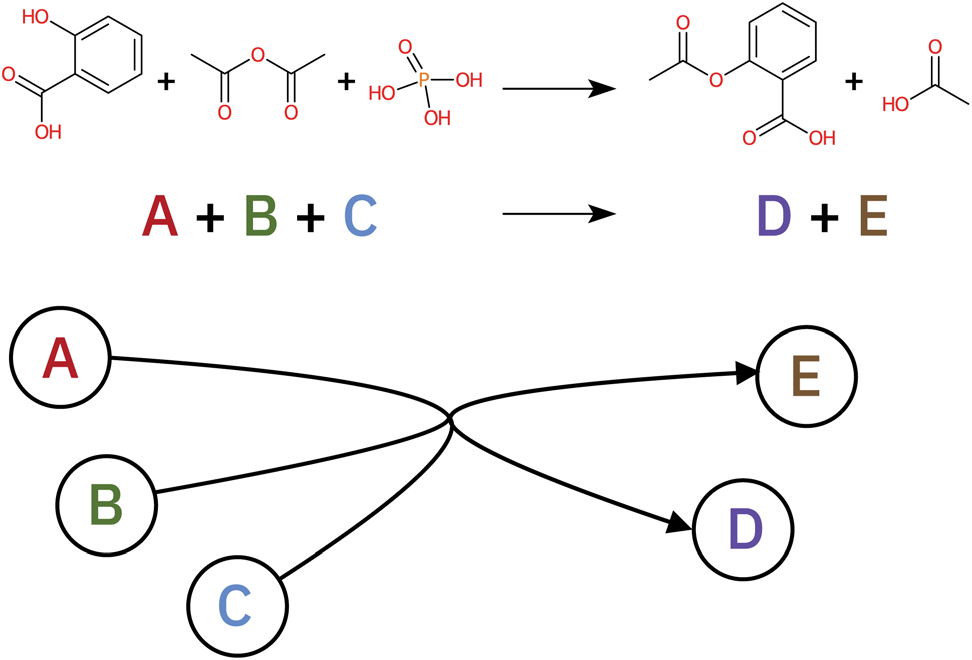 HO O OH + O O O + O P OH HO OH O O O OH + O HO
A + B + C D + E
A
E
B
D
C